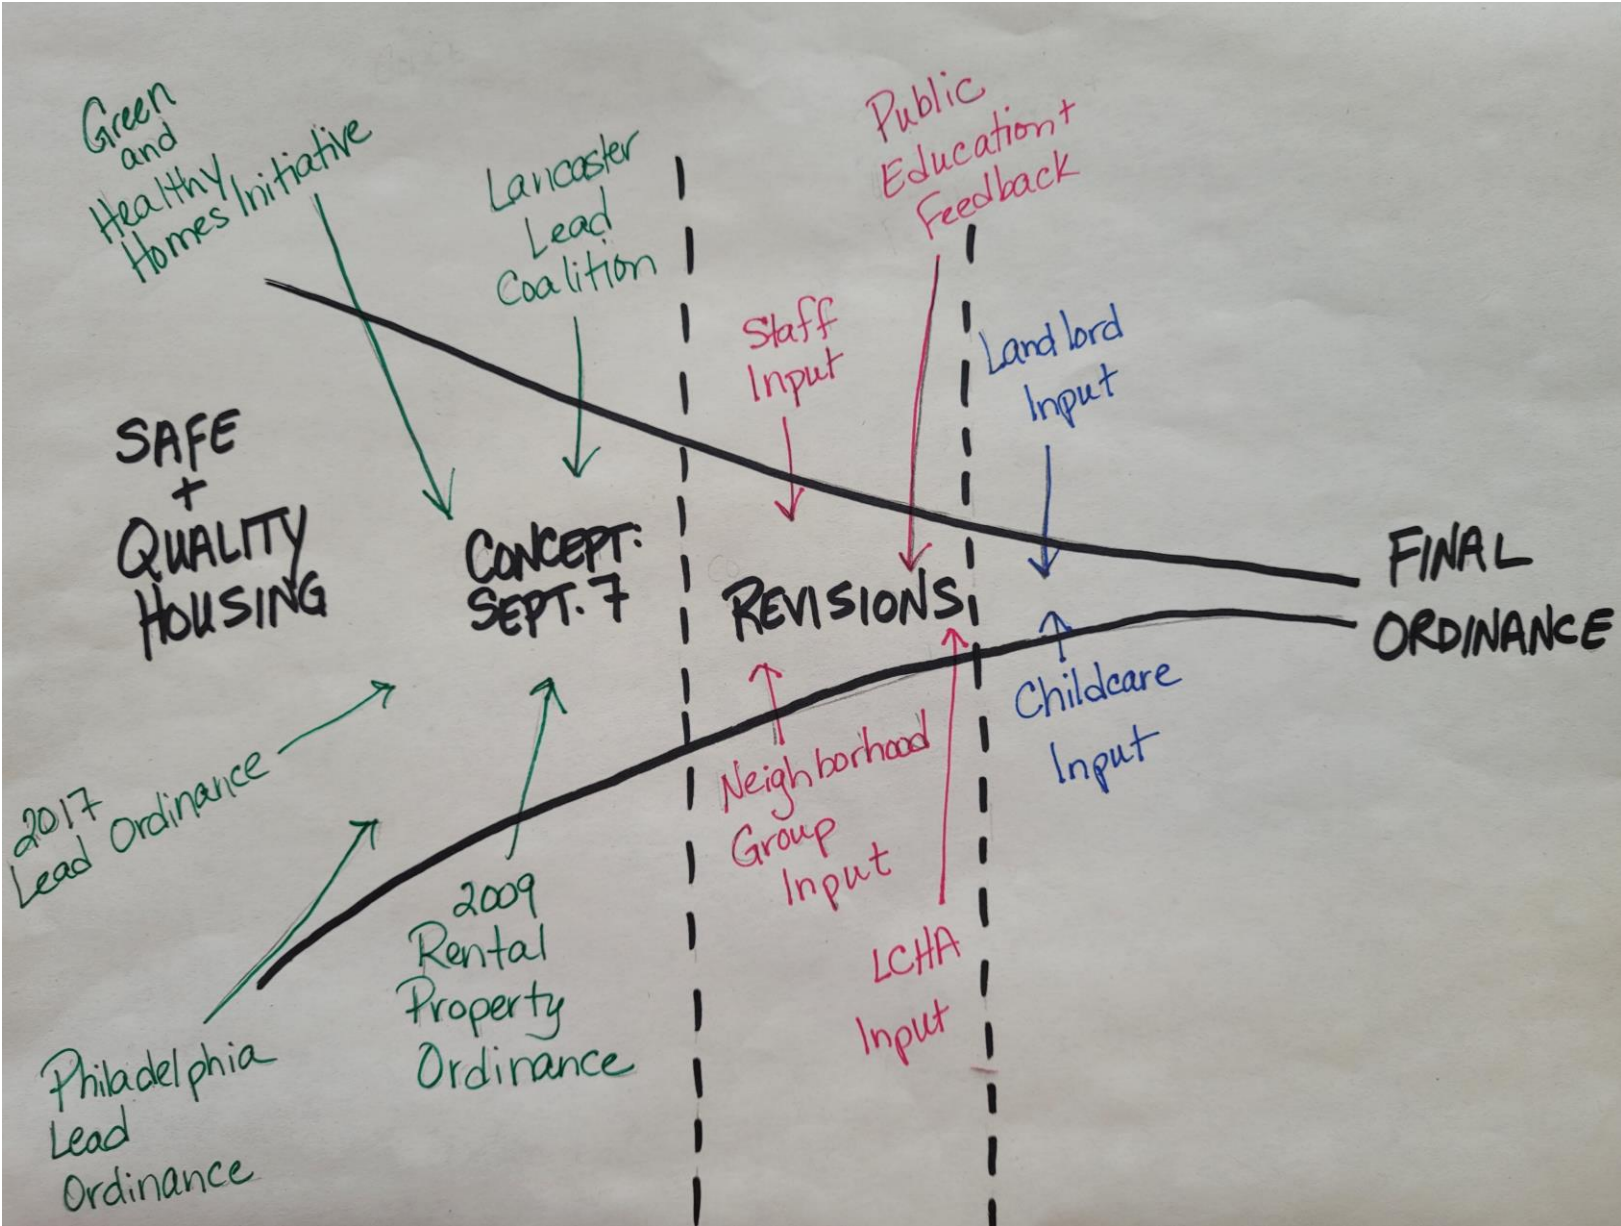 Green
and
Healthy
Homes Initiative
Lancaster
Lead
Coalition
Public
Education +
Feedback
Staff
Input
Landlord
Input
SAFE
+
QUALITY
HOUSING
CONCEPT:
SEPT. 7
REVISIONS
FINAL
ORDINANCE
2017
Lead Ordinance
Philadelphia
Lead
Ordinance
2009
Rental
Property
Ordinance
Neighborhood
Group
Input
LCHA
Input
Childcare
Input